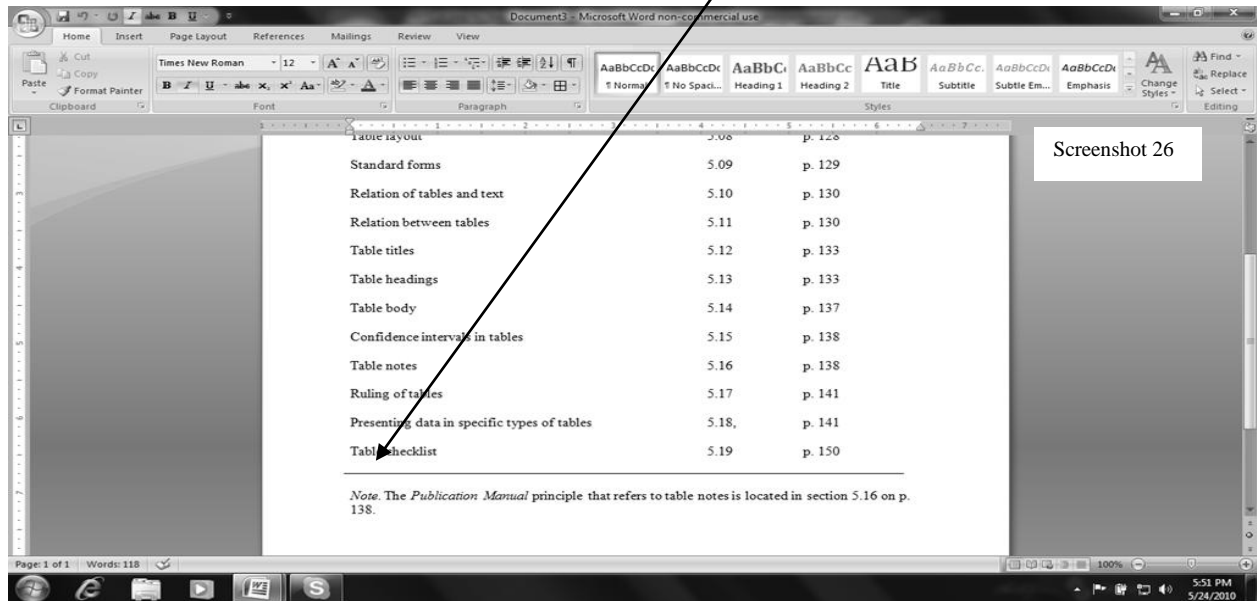 Document3 - Microsoft Word non-commercial use
Home Insert Page Layout References Mailings Review View
Cut
Copy
Format Painter
Paste
Clipboard
Times New Roman 12
Font
Paragraph
AaBbCcDc AaBbCcDc AaBbC AaBbCc AaB AaBbCc. AaBbCcDc AaBbCcDc
¶ Normal ¶ No Spaci... Heading 1 Heading 2 Title Subtitle Subtle Em... Emphasis
Change Styles
Styles
Find
Replace
Select
Editing
Screenshot 26
Table layout 5.08 p. 128
Standard forms 5.09 p. 129
Relation of tables and text 5.10 p. 130
Relation between tables 5.11 p. 130
Table titles 5.12 p. 133
Table headings 5.13 p. 133
Table body 5.14 p. 137
Confidence intervals in tables 5.15 p. 138
Table notes 5.16 p. 138
Ruling of tables 5.17 p. 141
Presenting data in specific types of tables 5.18, p. 141
Table checklist 5.19 p. 150
Note. The Publication Manual principle that refers to table notes is located in section 5.16 on p.
138.
Page: 1 of 1 Words: 118
100%
5:51 PM
5/24/2010